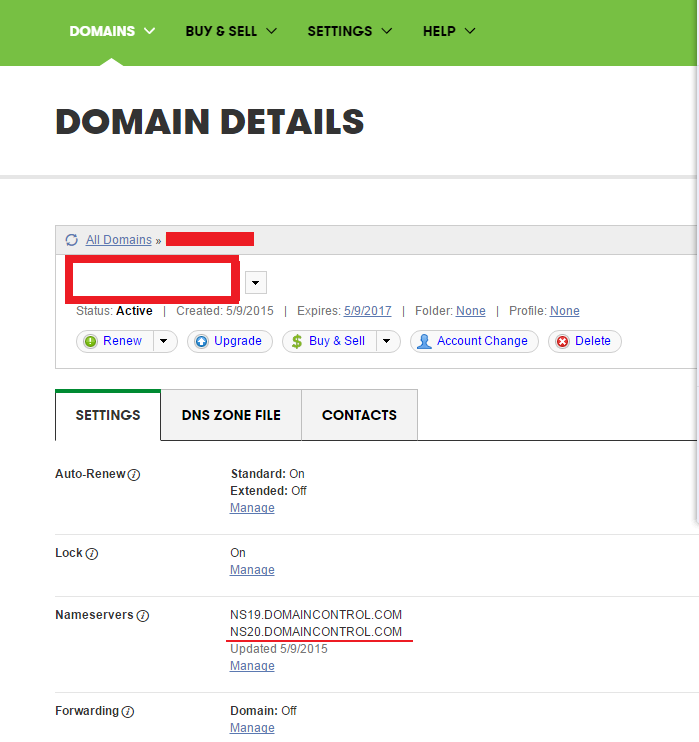 DOMAINS BUY & SELL SETTINGS HELP
DOMAIN DETAILS
All Domains »
Status: Active | Created: 5/9/2015 | Expires: 5/9/2017 | Folder: None | Profile: None
Renew Upgrade Buy & Sell Account Change Delete
SETTINGS DNS ZONE FILE CONTACTS
Auto-Renew Standard: On
Extended: Off
Manage
Lock On
Manage
Nameservers NS19.DOMAINCONTROL.COM
NS20.DOMAINCONTROL.COM
Updated 5/9/2015
Manage
Forwarding Domain: Off
Manage